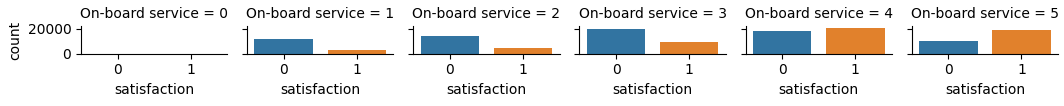 On-board service = 0 On-board service = 1 On-board service = 2 On-board service = 3 On-board service = 4 On-board service = 5
count
20000
0
0 1 0 1 0 1 0 1 0 1 0 1
satisfaction satisfaction satisfaction satisfaction satisfaction satisfaction